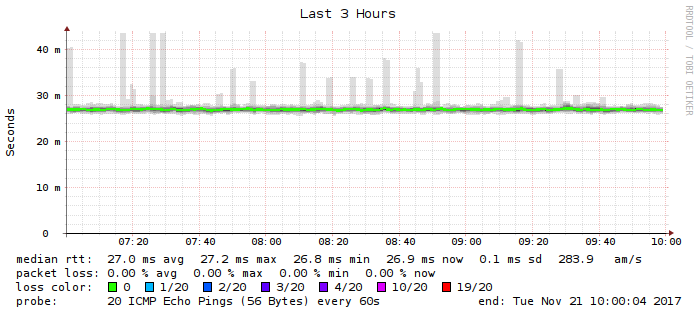 Last 3 Hours
RRDTOOL / TOBI OETIKER
Seconds
40 m
30 m
20 m
10 m
0
07:20 07:40 08:00 08:20 08:40 09:00 09:20 09:40 10:00
median rtt: 27.0 ms avg 27.2 ms max 26.8 ms min 26.9 ms now 0.1 ms sd 283.9 am/s
packet loss: 0.00 % avg 0.00 % max 0.00 % min 0.00 % now
loss color: 0 1/20 2/20 3/20 4/20 10/20 19/20
probe: 20 ICMP Echo Pings (56 Bytes) every 60s end: Tue Nov 21 10:00:04 2017